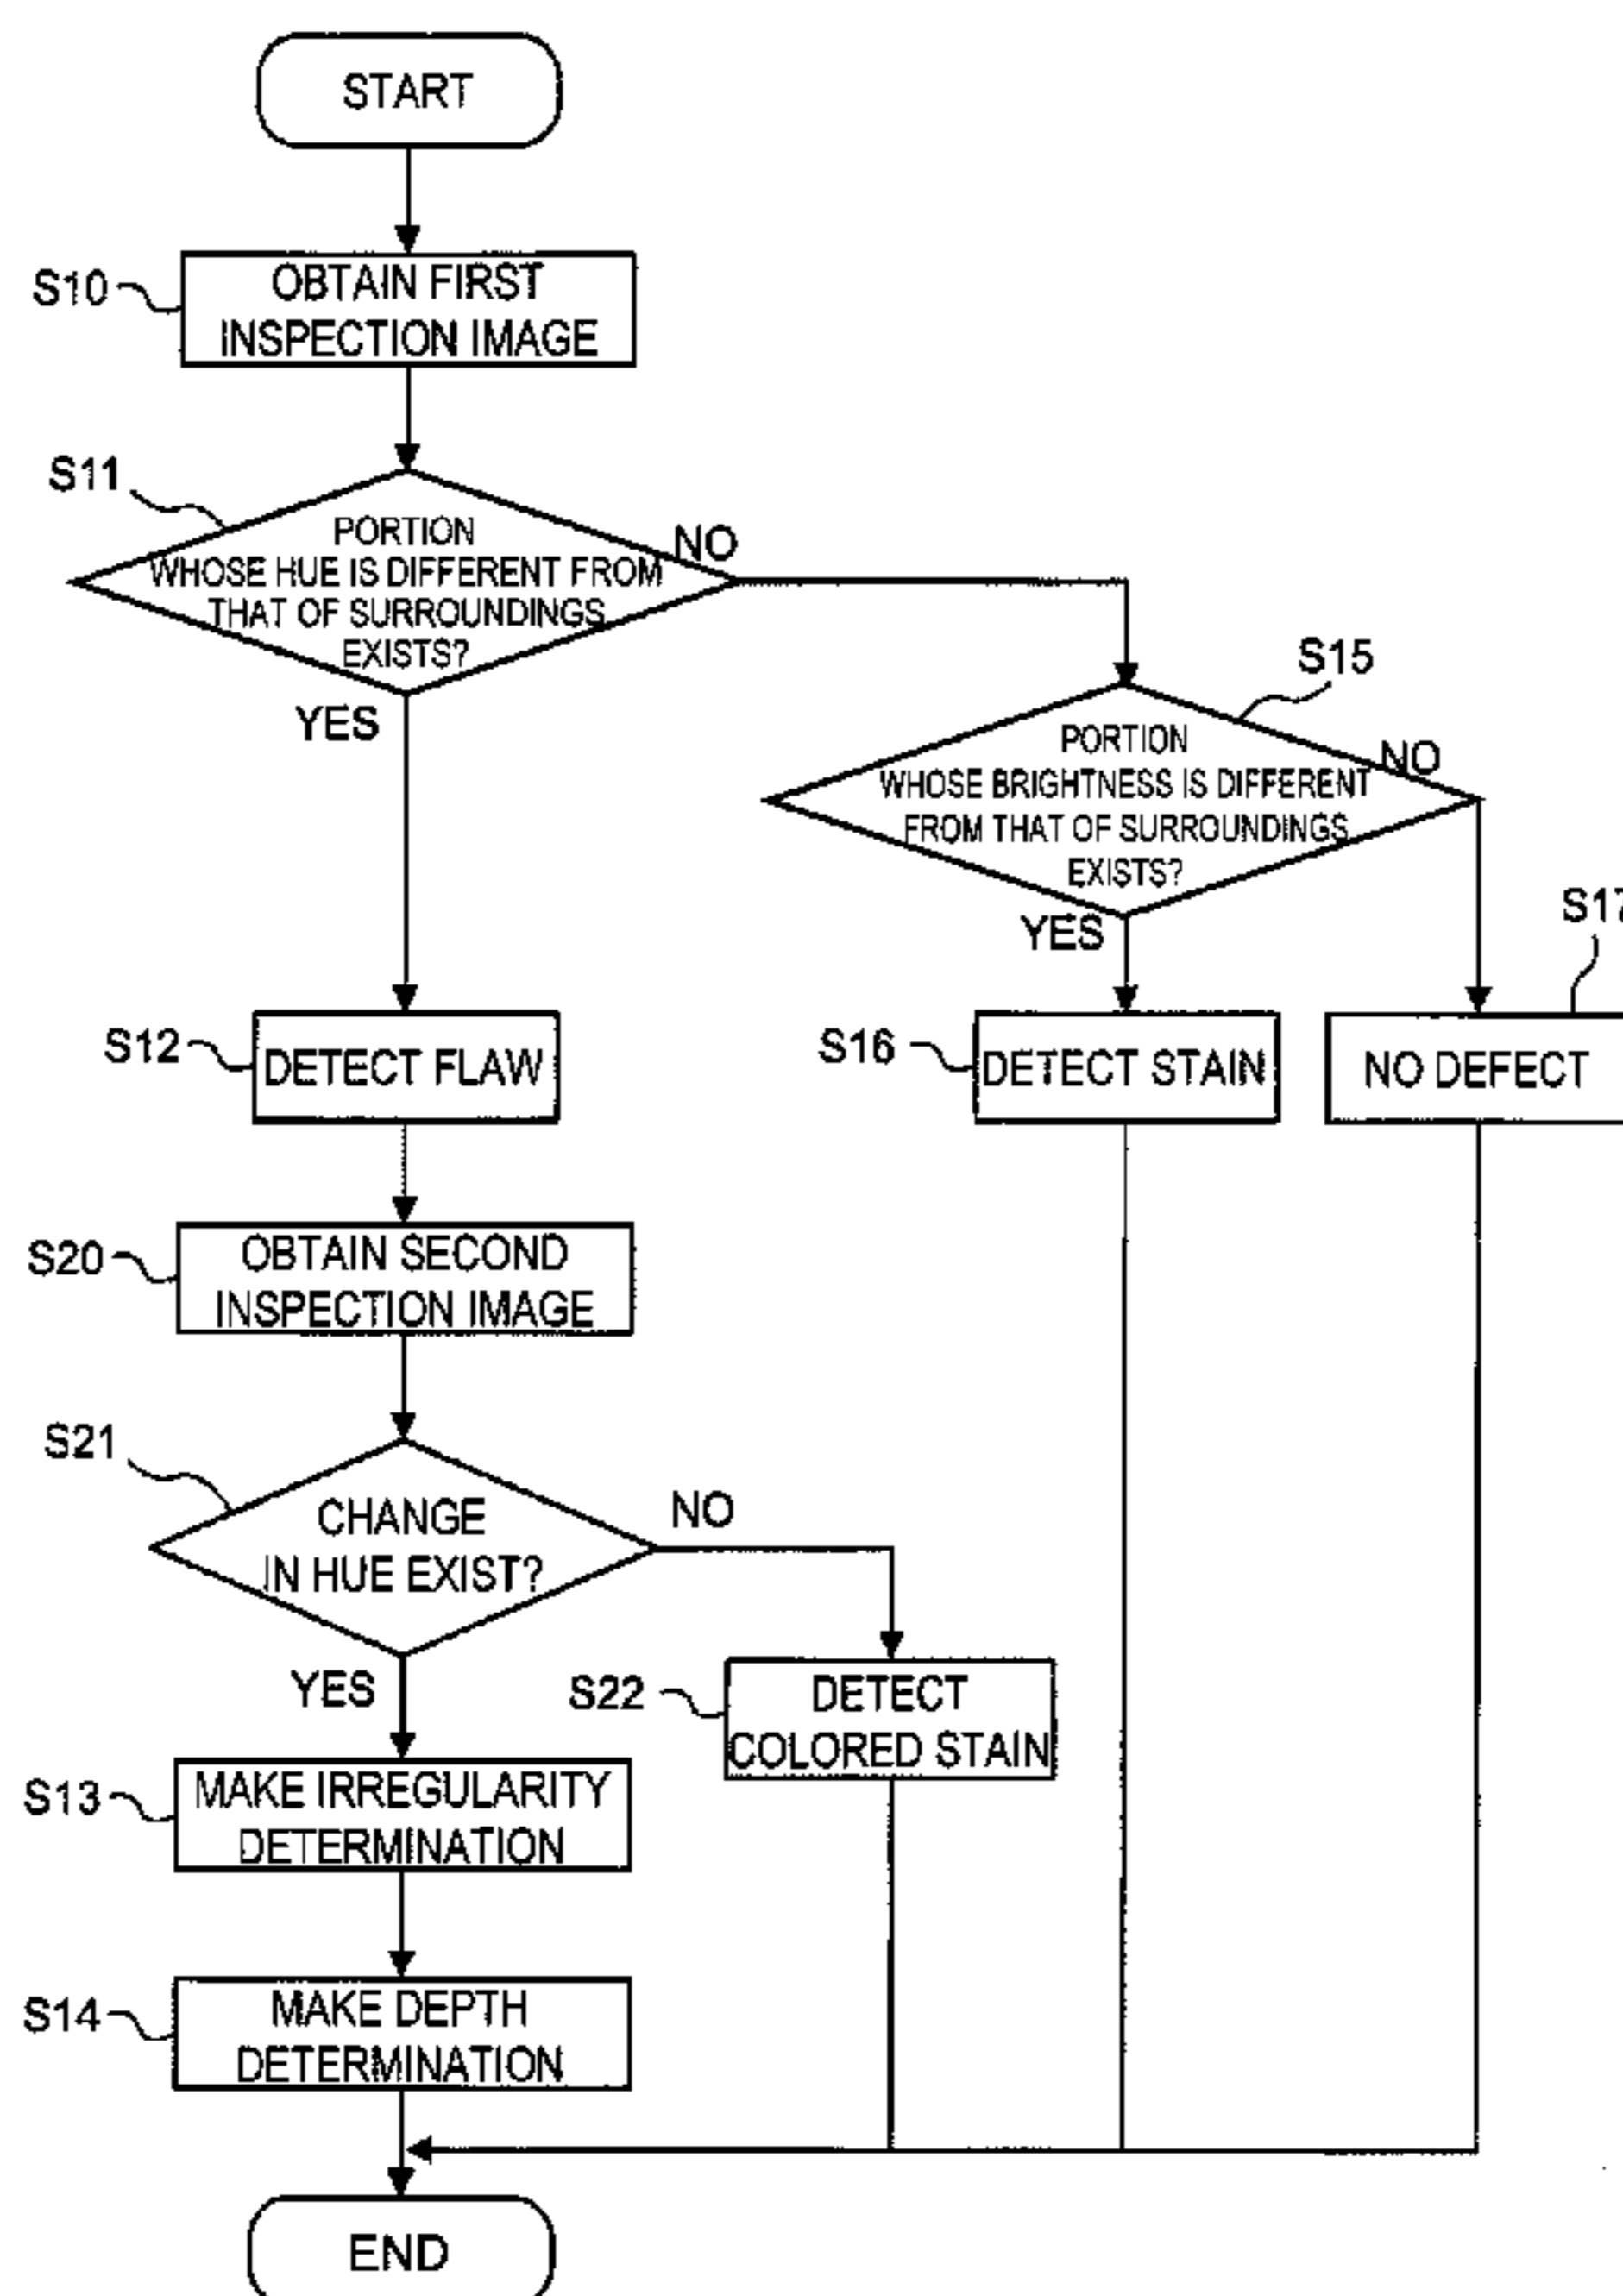 START
S10
OBTAIN FIRST
INSPECTION IMAGE
S11
PORTION
WHOSE HUE IS DIFFERENT FROM
THAT OF SURROUNDINGS
EXISTS?
NO
YES
S15
PORTION
WHOSE BRIGHTNESS IS DIFFERENT
FROM THAT OF SURROUNDINGS
EXISTS?
NO
YES
S17
S12
DETECT FLAW
S16
DETECT STAIN
NO DEFECT
S20
OBTAIN SECOND
INSPECTION IMAGE
S21
CHANGE
IN HUE EXIST?
NO
YES
S22
DETECT
COLORED STAIN
S13
MAKE IRREGULARITY
DETERMINATION
S14
MAKE DEPTH
DETERMINATION
END